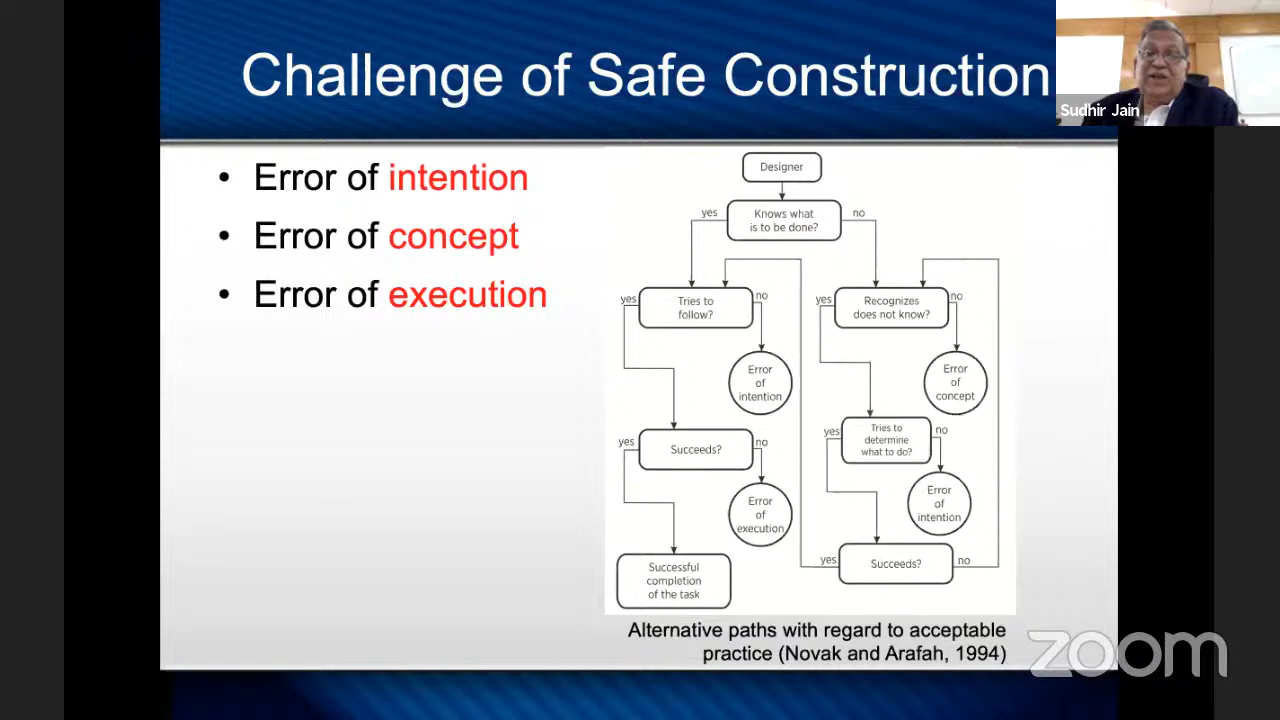 Challenge of Safe Construction
Sudhir Jain
• Error of intention
• Error of concept
• Error of execution
Designer
yes
Knows what
is to be done?
no
yes
Tries to
follow?
no
yes
Recognizes
does not know?
no
Error
of
intention
Error
of
concept
yes
Succeeds?
no
yes
Tries to
determine
what to do?
no
Error
of
execution
Error
of
intention
Successful
completion
of the task
yes
Succeeds?
no
Alternative paths with regard to acceptable
practice (Novak and Arafah, 1994)
zoom